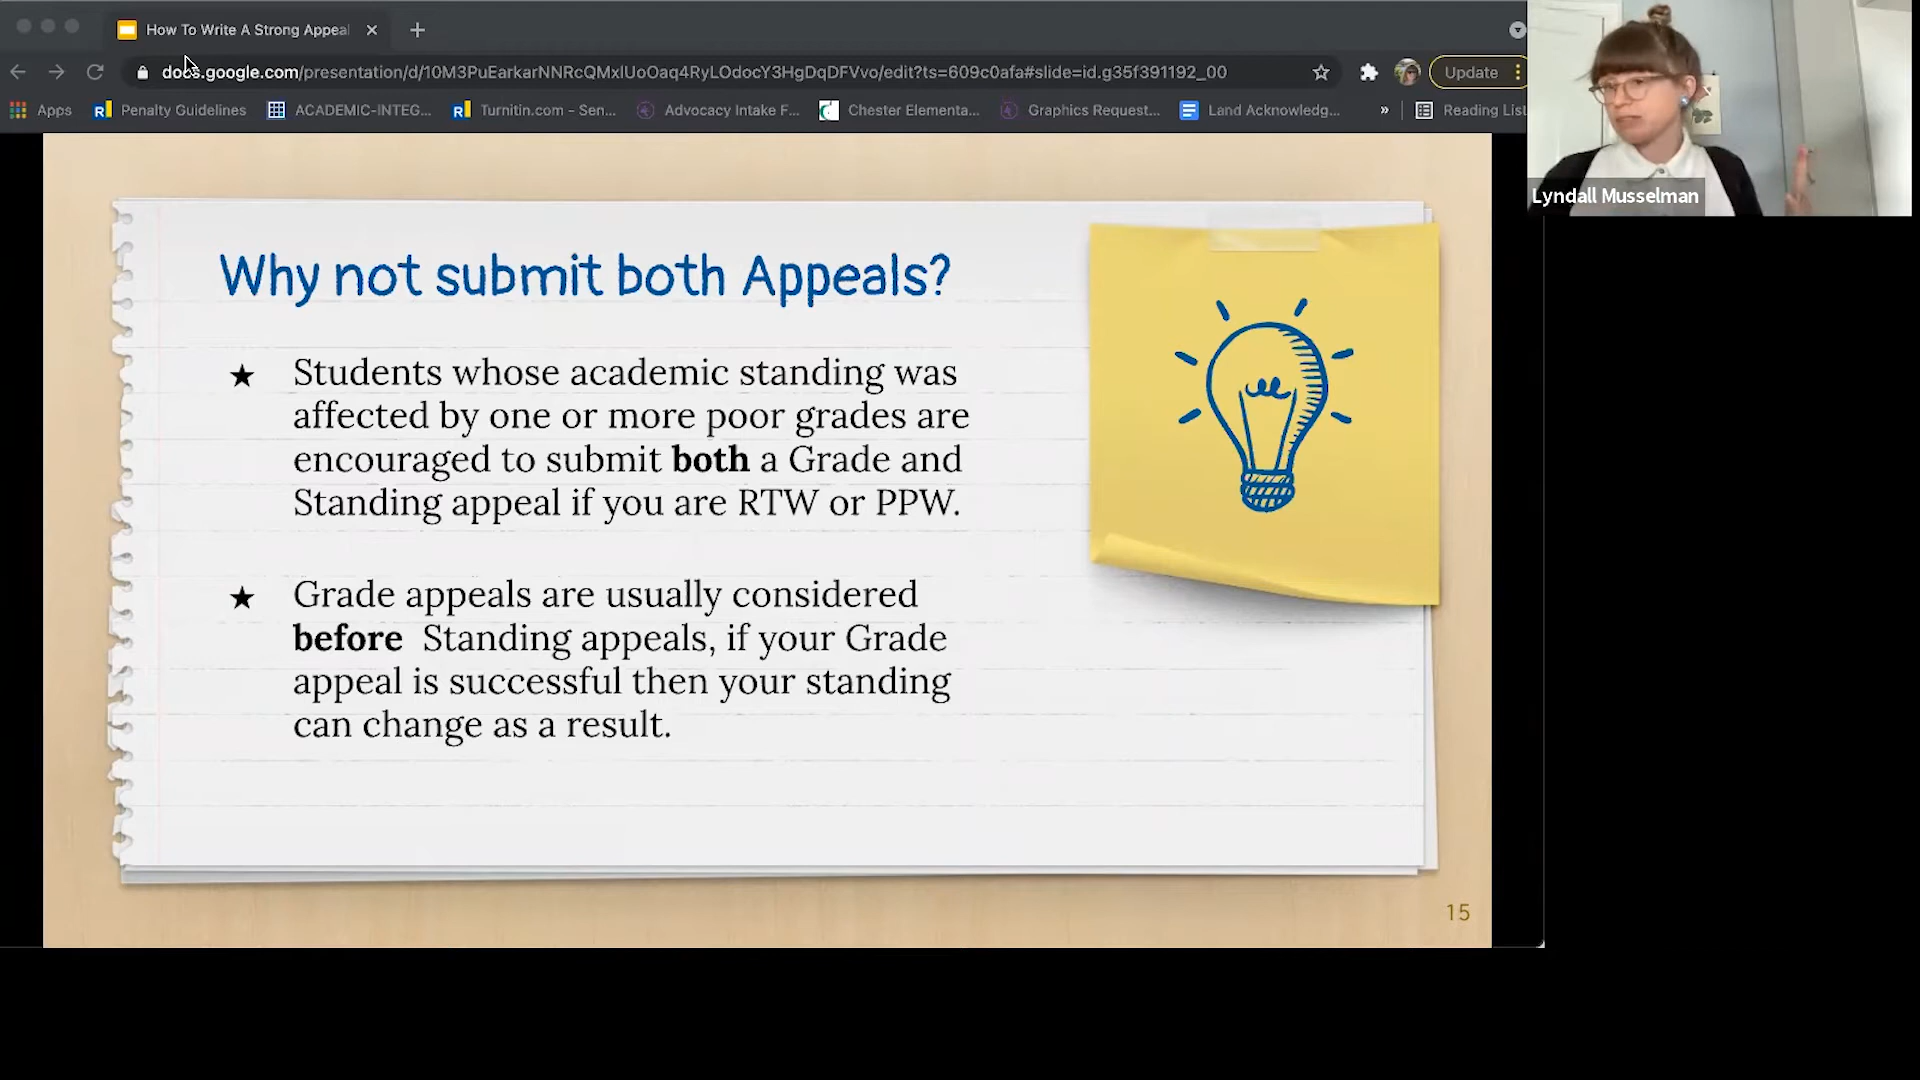 How To Write A Strong Appeal
docs.google.com/presentation/d/10M3PuEarkarNNRcQMxlUoOaq4RyLOdocY3HgDqDFVvo/edit?ts=609c0afa#slide=id.g35f391192_00
Update
Apps
Penalty Guidelines
ACADEMIC-INTEG...
Turnitin.com – Sen...
Advocacy Intake F...
Chester Elementa...
Graphics Request...
Land Acknowledg...
»
Reading List
Lyndall Musselman
Why not submit both Appeals?
★ Students whose academic standing was
affected by one or more poor grades are
encouraged to submit both a Grade and
Standing appeal if you are RTW or PPW.
★ Grade appeals are usually considered
before Standing appeals, if your Grade
appeal is successful then your standing
can change as a result.
15